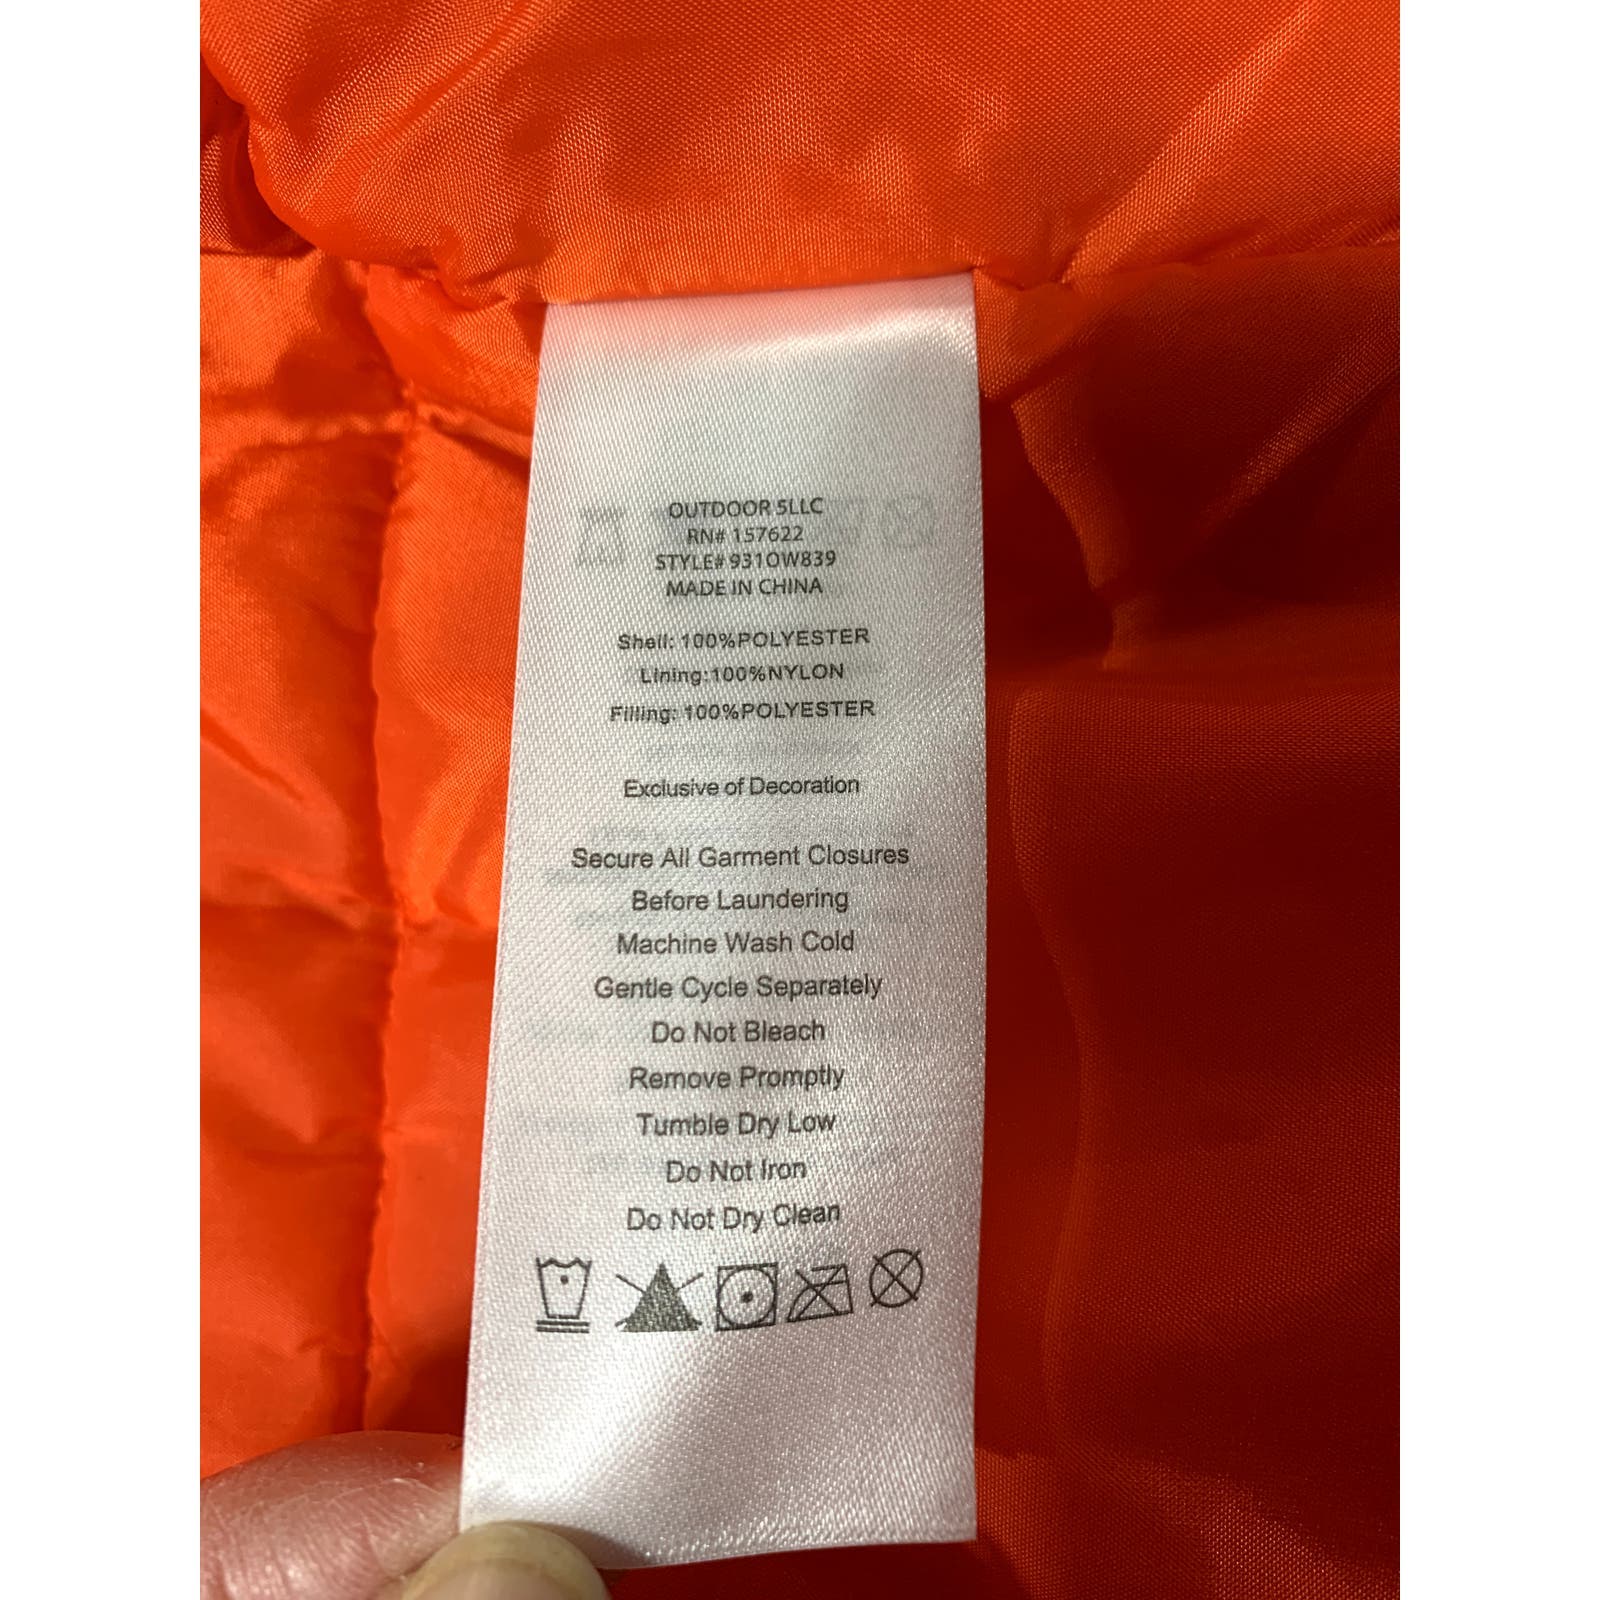 OUTDOOR 5LLC
RN# 157622
STYLE# 931OW839
MADE IN CHINA
Shell: 100%POLYESTER
Lining:100%NYLON
Filling: 100%POLYESTER
Exclusive of Decoration
Secure All Garment Closures
Before Laundering
Machine Wash Cold
Gentle Cycle Separately
Do Not Bleach
Remove Promptly
Tumble Dry Low
Do Not Iron
Do Not Dry Clean